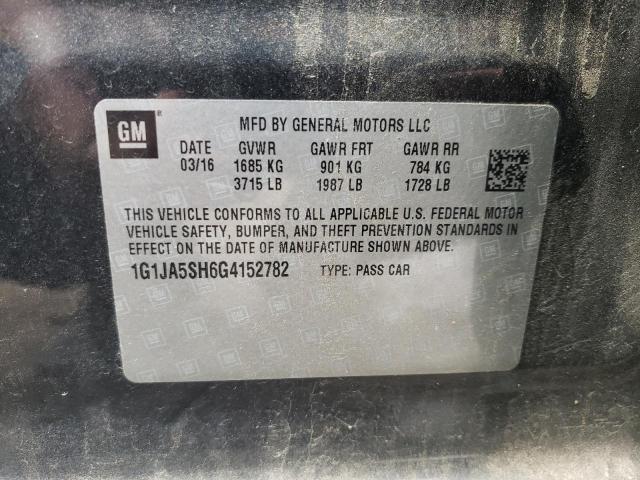 GM
MFD BY GENERAL MOTORS LLC
DATE GVWR GAWR FRT GAWR RR
03/16 1685 KG 901 KG 784 KG
3715 LB 1987 LB 1728 LB
THIS VEHICLE CONFORMS TO ALL APPLICABLE U.S. FEDERAL MOTOR
VEHICLE SAFETY, BUMPER, AND THEFT PREVENTION STANDARDS IN
EFFECT ON THE DATE OF MANUFACTURE SHOWN ABOVE.
1G1JA5SH6G4152782 TYPE: PASS CAR